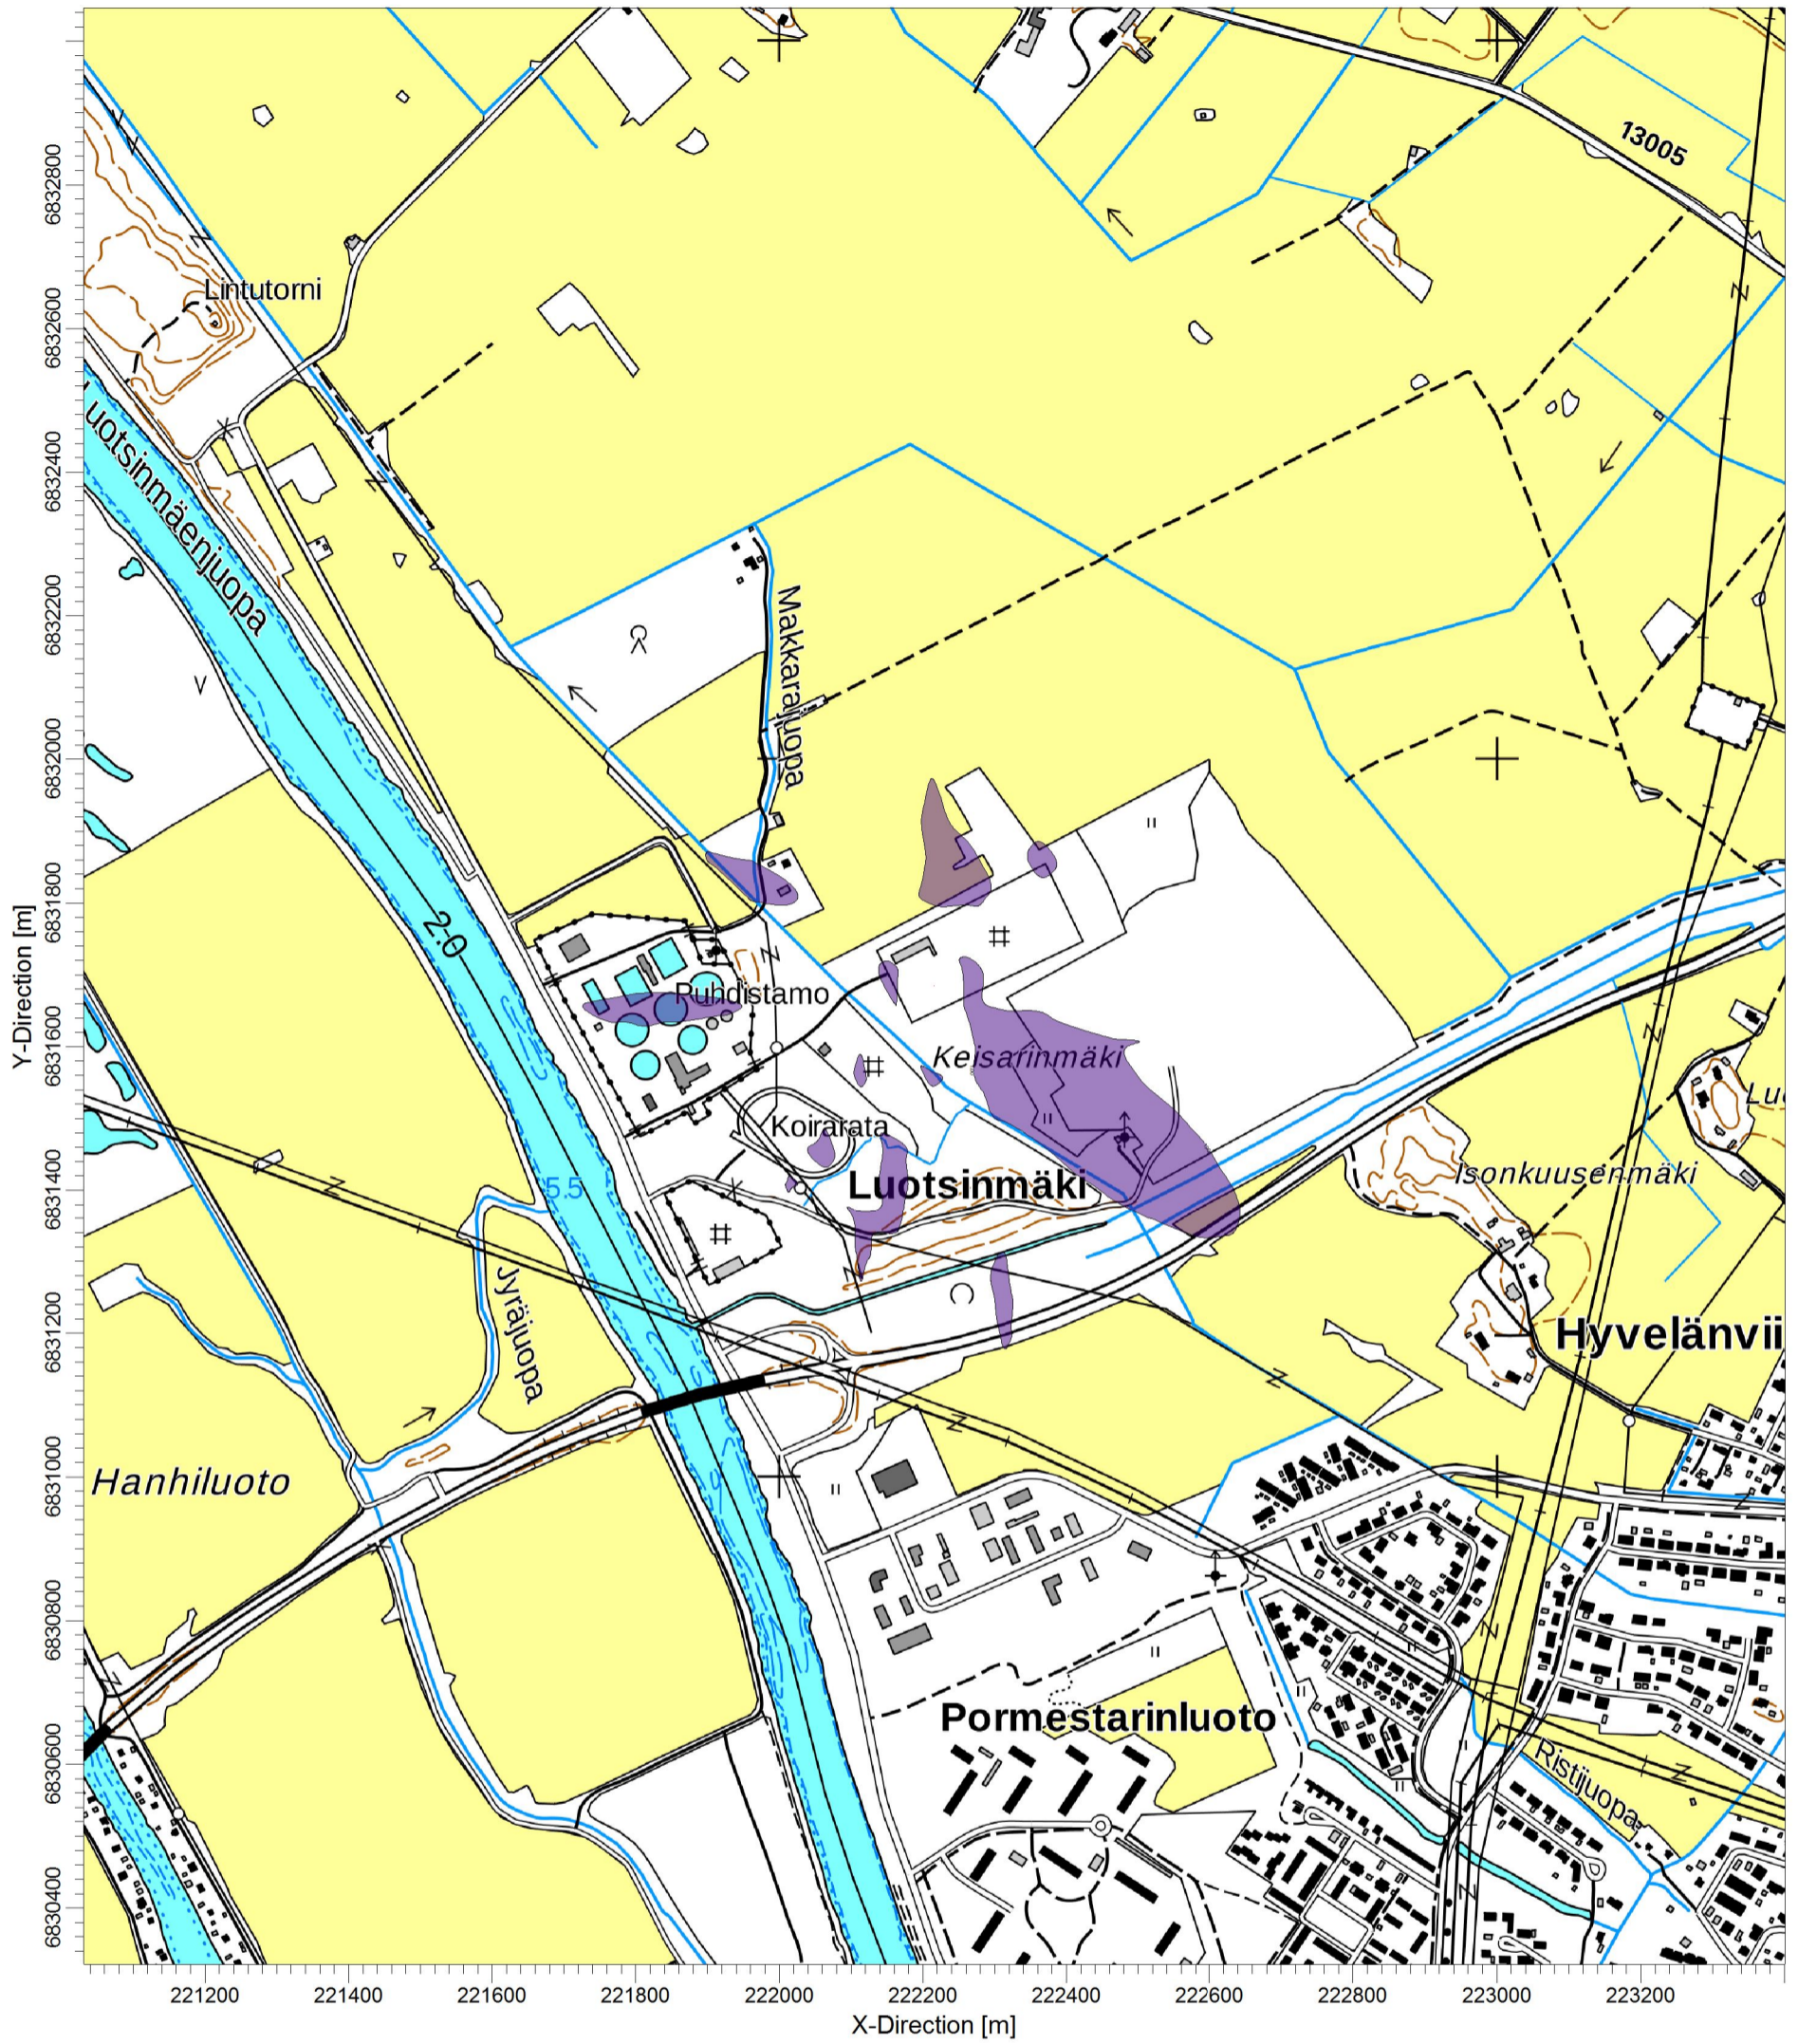 13005
Lintutorni
uotsinmäenjuopa
Makkarajuopa
2.0
Puhdistamo
Keisarinmäki
Koirarata
Luotsinmäki
Isonkuusenmäki
Luo
5.5
Jyräjuopa
Hyvelänvii
Hanhiluoto
Pormestarinluoto
Ristijuopa
Y-Direction [m]
6832800
6832600
6832400
6832200
6832000
6831800
6831600
6831400
6831200
6831000
6830800
6830600
6830400
221200 221400 221600 221800 222000 222200 222400 222600 222800 223000 223200
X-Direction [m]